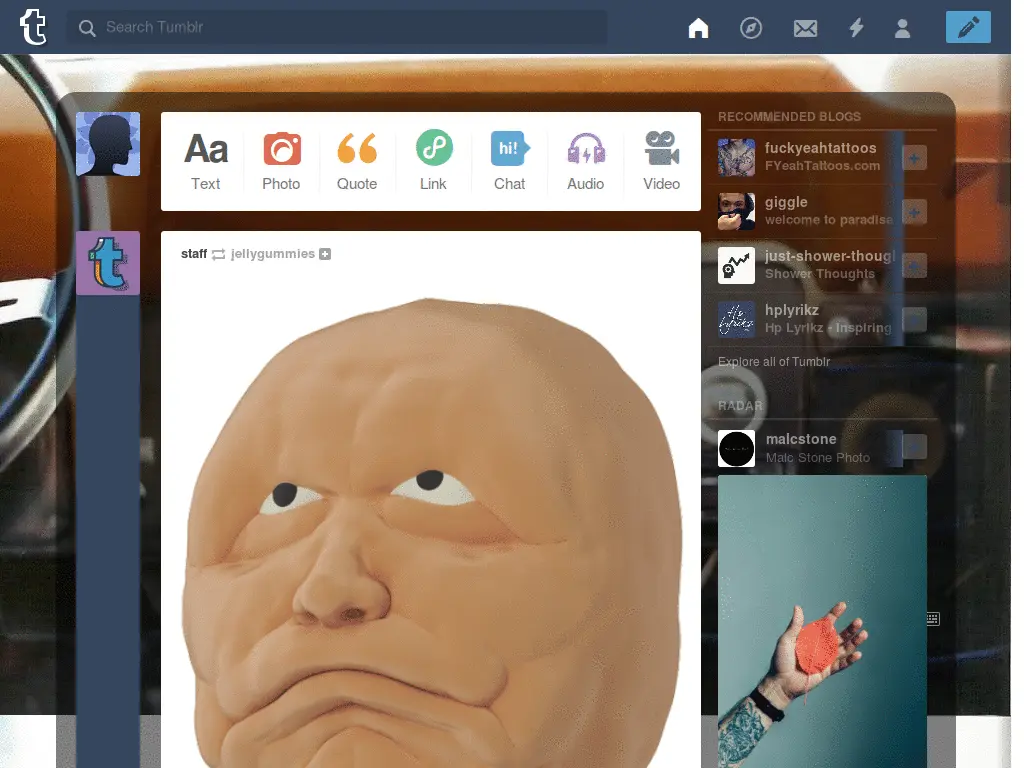 Search Tumblr
Aa
Text
Photo
Quote
Link
hi!
Chat
Audio
Video
staff jellygummies
RECOMMENDED BLOGS
fuckyeahtattoos
FYeahTattoos.com
giggle
welcome to paradise
just-shower-though
Shower Thoughts
hplyrikz
Hp Lyrikz - Inspiring
Explore all of Tumblr
RADAR
malcstone
Malc Stone Photo